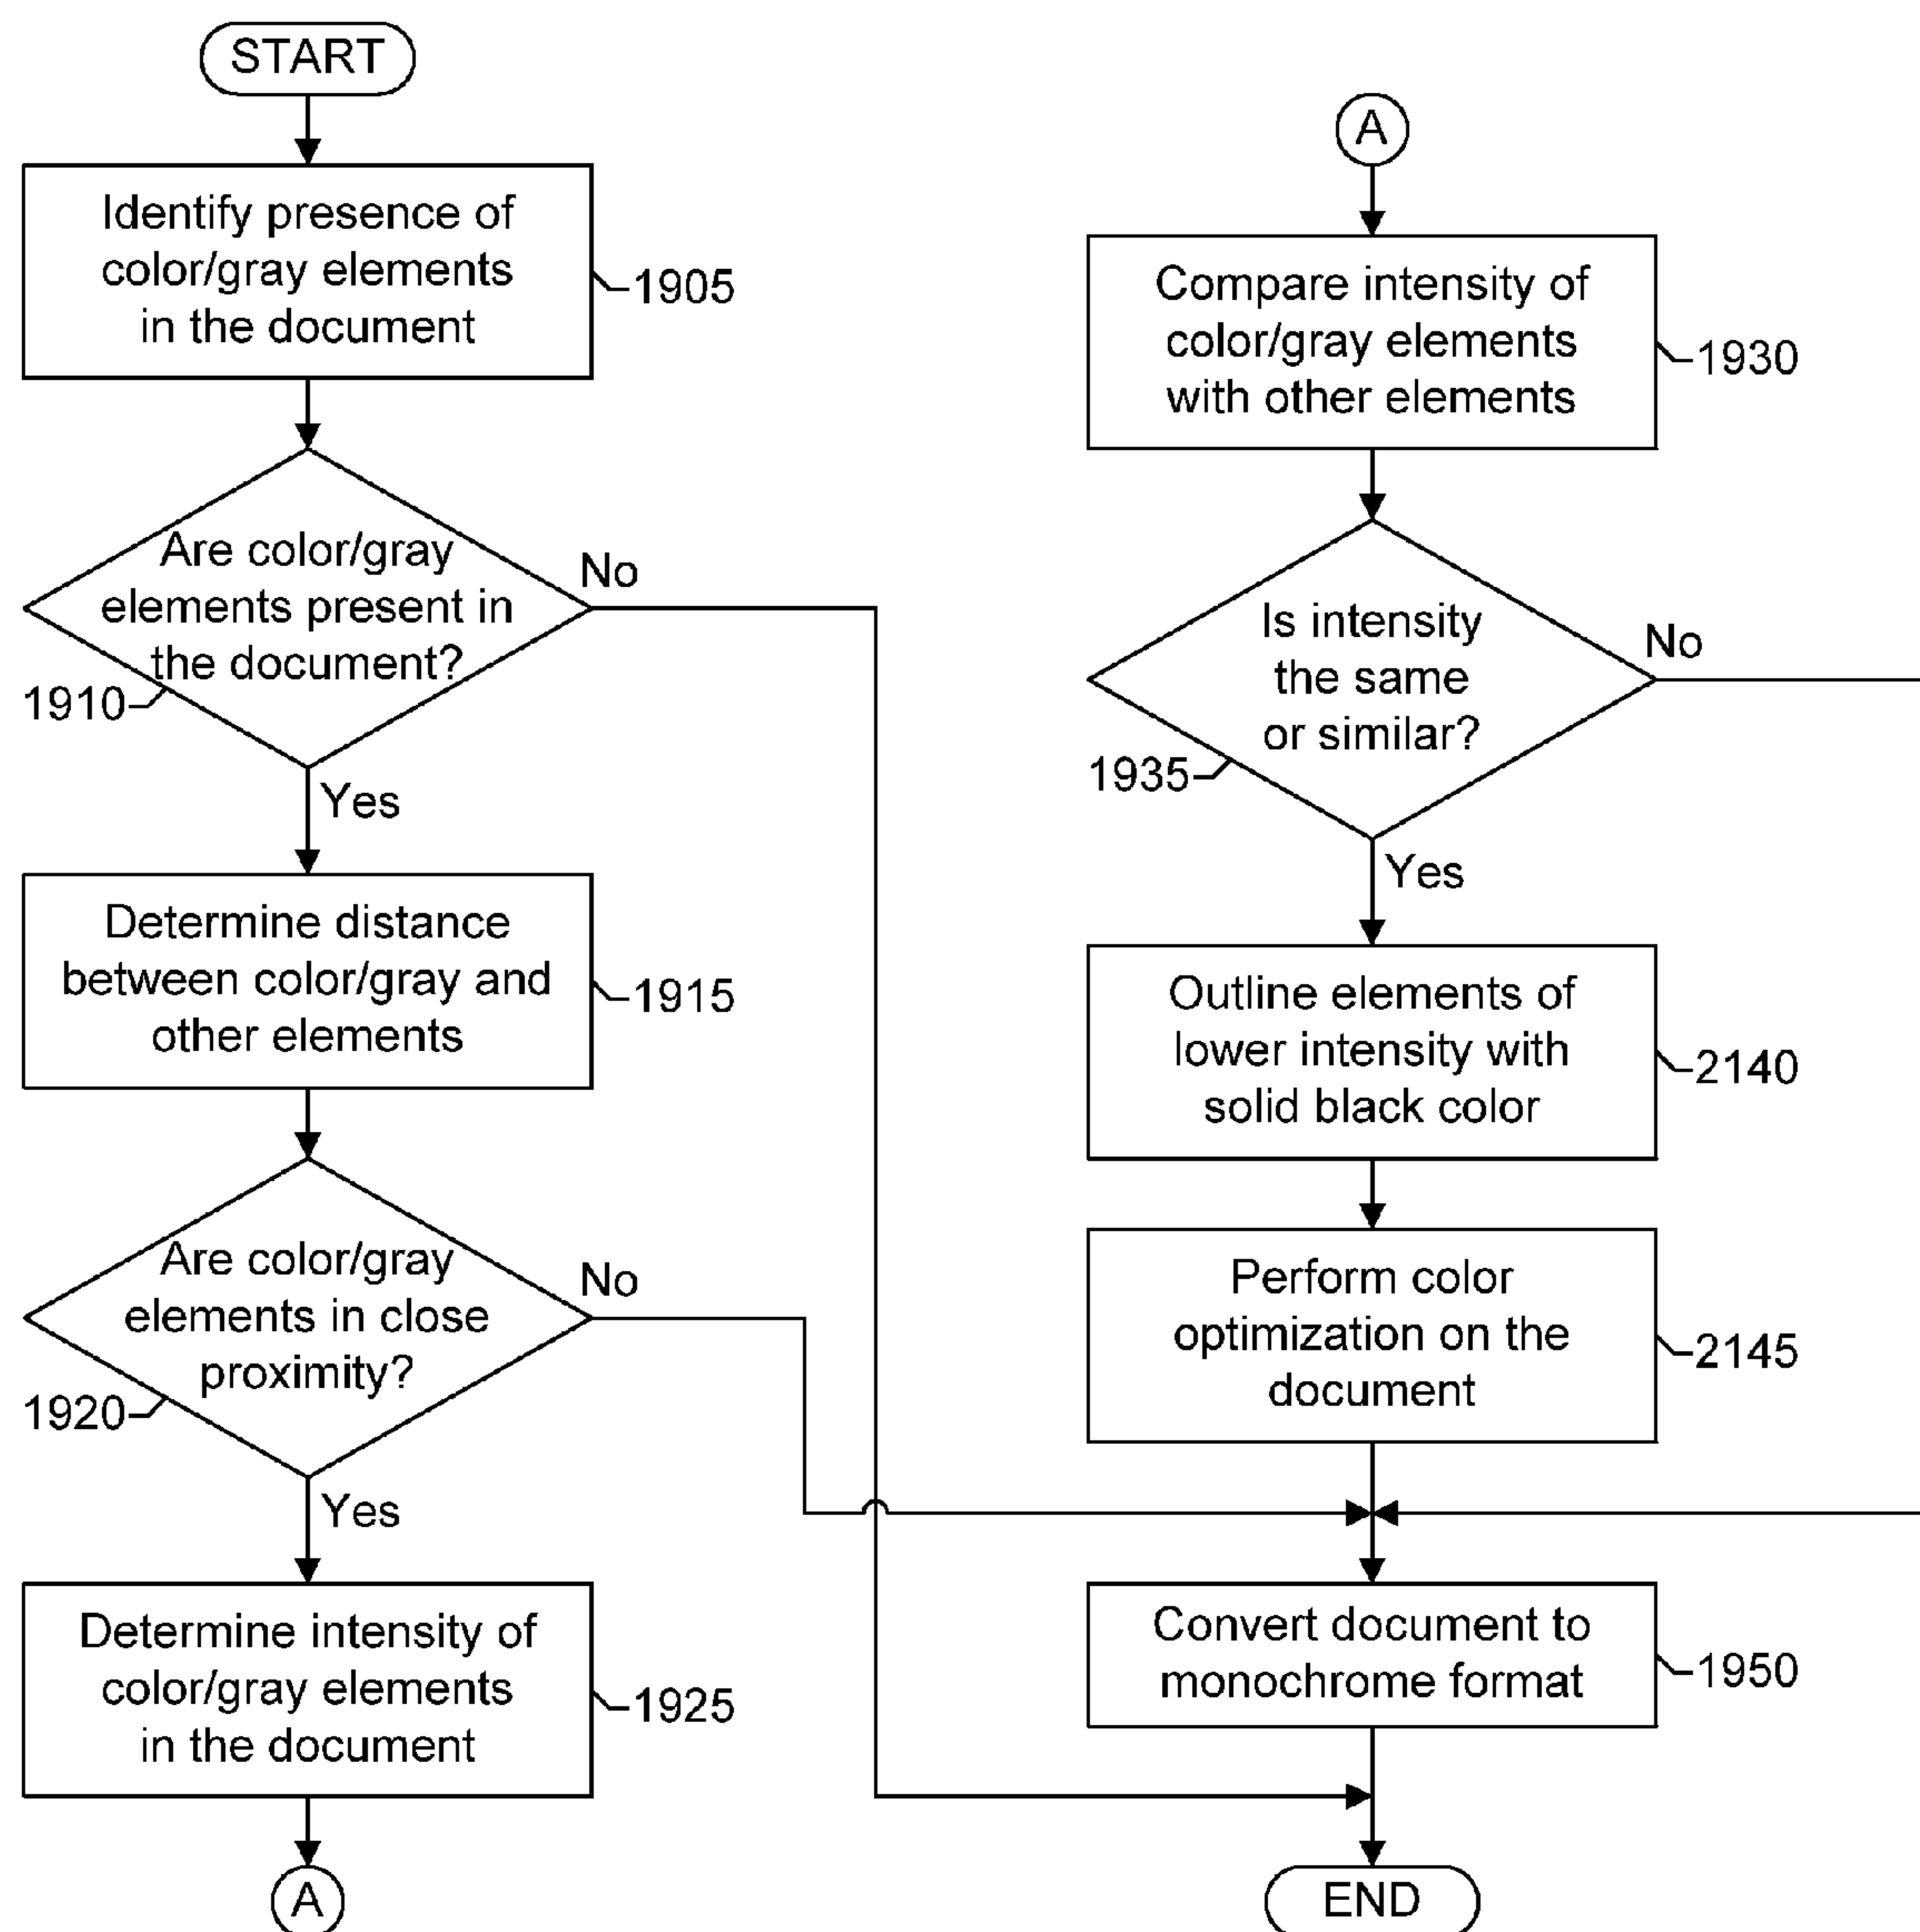 START
Identify presence of
color/gray elements
in the document
1905
Are color/gray
elements present in
the document?
No
1910
Yes
Determine distance
between color/gray and
other elements
1915
Are color/gray
elements in close
proximity?
No
1920
Yes
Determine intensity of
color/gray elements
in the document
1925
A
A
Compare intensity of
color/gray elements
with other elements
1930
Is intensity
the same
or similar?
No
1935
Yes
Outline elements of
lower intensity with
solid black color
2140
Perform color
optimization on the
document
2145
Convert document to
monochrome format
1950
END